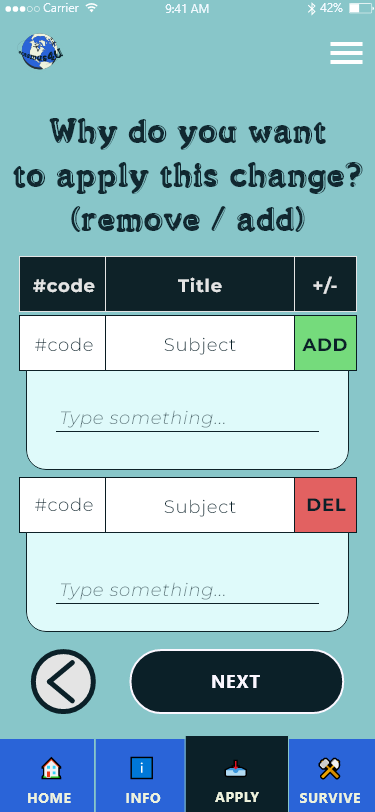 Carrier 9:41 AM 42%
Why do you want
to apply this change?
(remove / add)
#code Title +/-
#code Subject ADD
Type something...
#code Subject DEL
Type something...
NEXT
HOME INFO APPLY SURVIVE